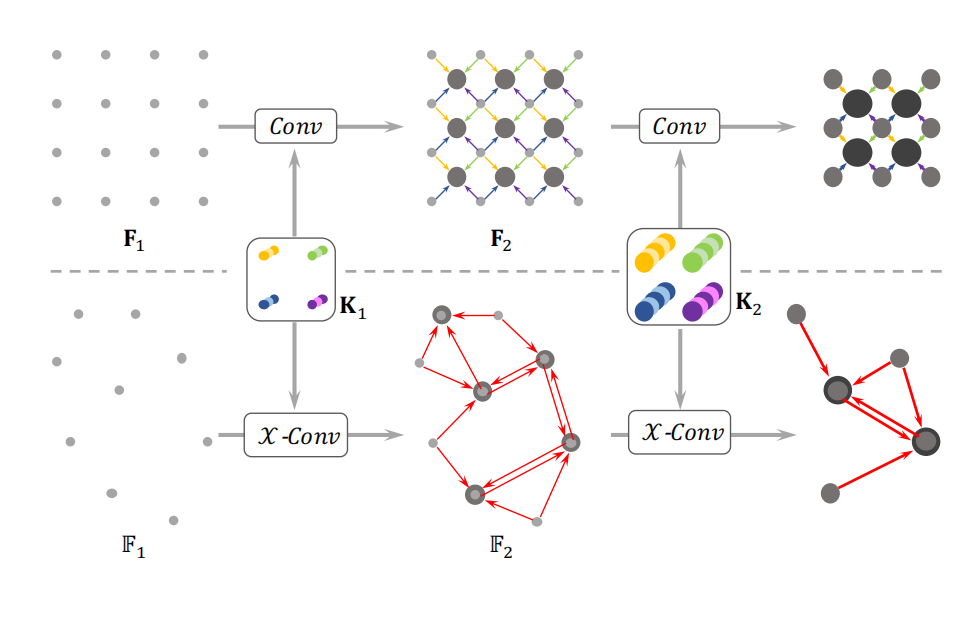 Conv
Conv
F₁
F₂
K₁
K₂
𝒳-Conv
𝒳-Conv
𝔽₁
𝔽₂